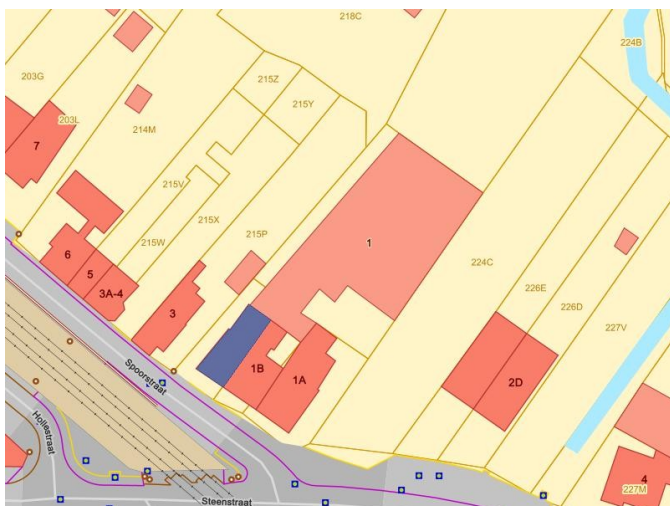 218C
224B
203G
215Z
215Y
203L
214M
7
215V
215X
215P
1
215W
224C
6
5
3A-4
226E
3
226D
227V
Spoorstraat
1B
1A
2D
Hollestraat
4
227M
Steenstraat